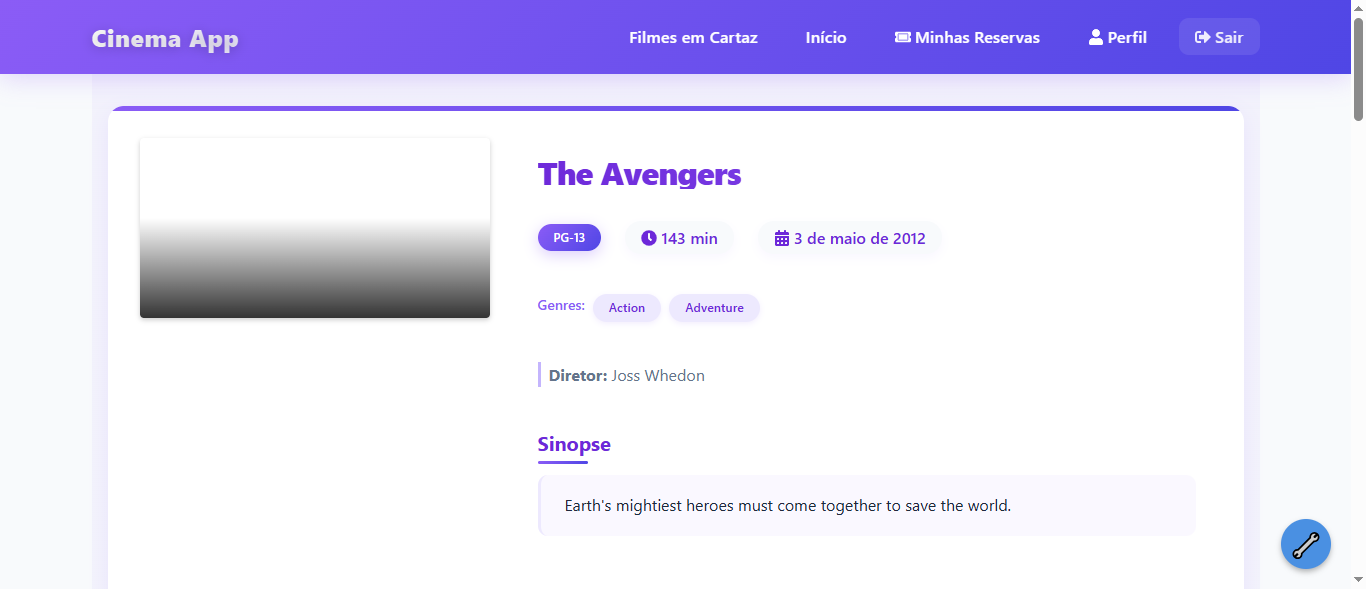 Cinema App
Filmes em Cartaz
Início
Minhas Reservas
Perfil
Sair
The Avengers
PG-13
143 min
3 de maio de 2012
Genres:
Action
Adventure
Diretor: Joss Whedon
Sinopse
Earth's mightiest heroes must come together to save the world.